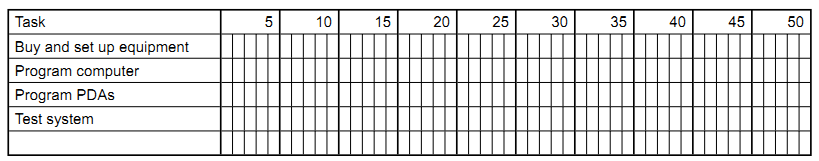 Task 5 10 15 20 25 30 35 40 45 50
Buy and set up equipment
Program computer
Program PDAs
Test system